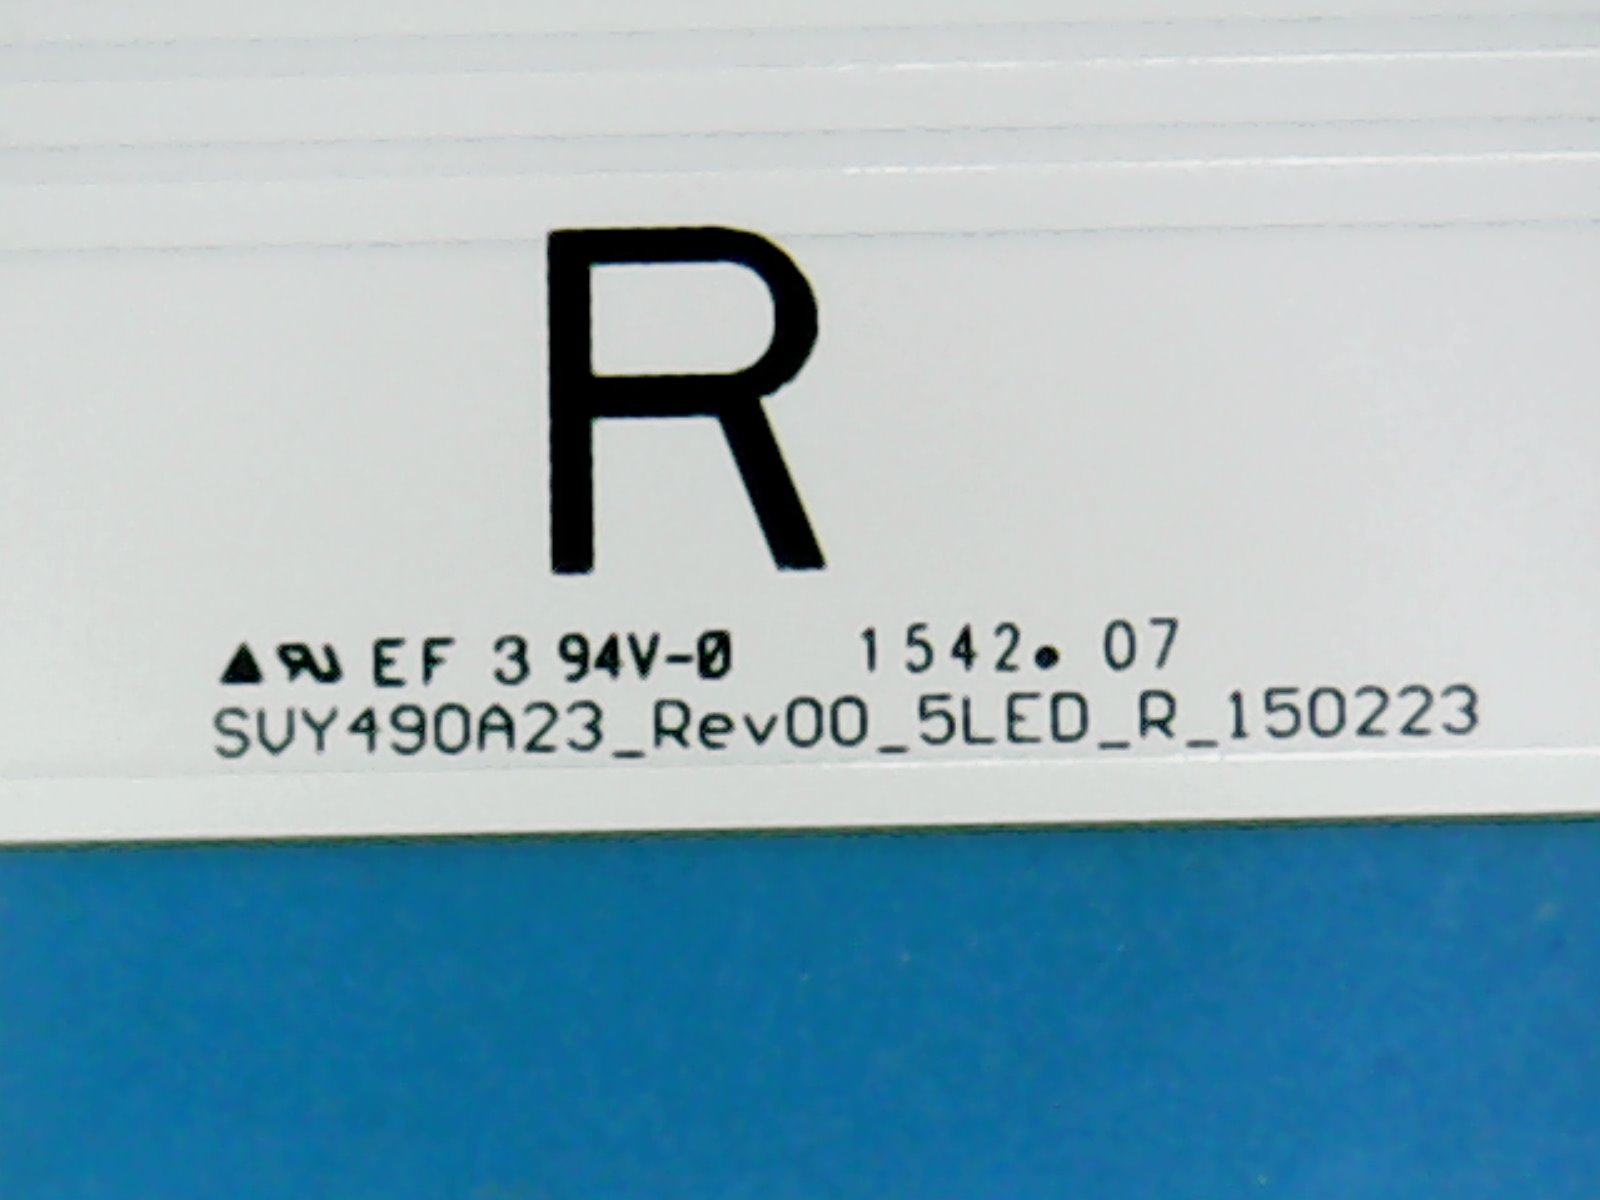 R
▲ EF 3 94V-0 1542. 07
SVY490A23_Rev00_5LED_R_150223